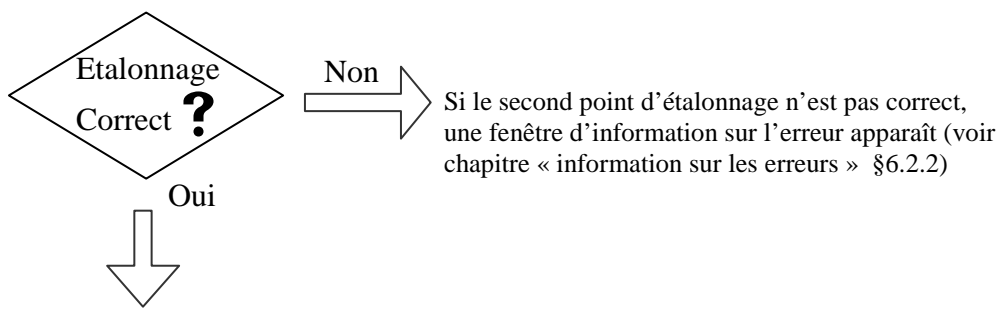 Etalonnage
Correct ?
Non
Si le second point d’étalonnage n’est pas correct,
une fenêtre d’information sur l’erreur apparaît (voir
chapitre « information sur les erreurs » §6.2.2)
Oui